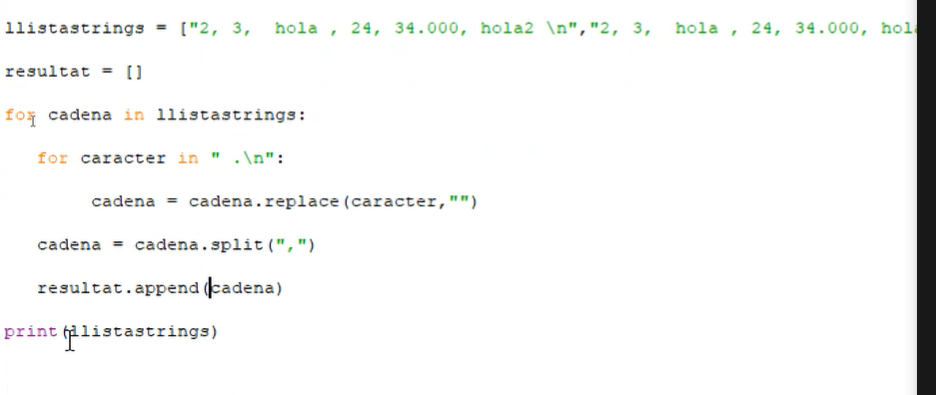 llistastrings = ["2, 3,  hola , 24, 34.000, hola2 \n","2, 3,  hola , 24, 34.000, hol
resultat = []
for cadena in llistastrings:
for caracter in " .\n":
cadena = cadena.replace(caracter,"")
cadena = cadena.split(",")
resultat.append(cadena)
print(llistastrings)